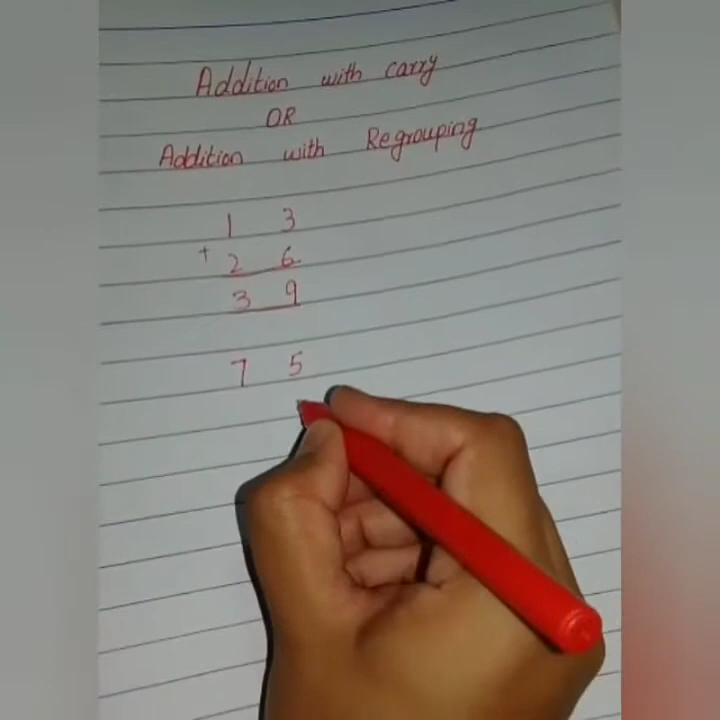 Addition with carry
OR
Addition with Regrouping
1 3
+ 2 6
3 9
7 5